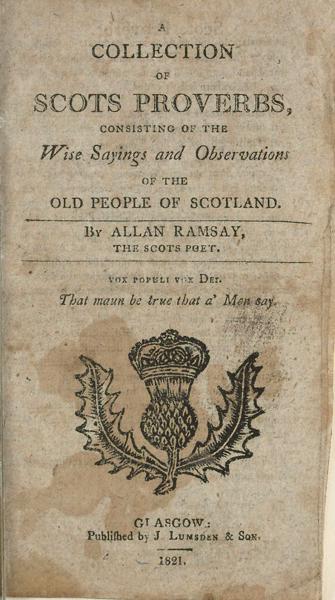 A
COLLECTION
OF
SCOTS PROVERBS,
CONSISTING OF THE
Wise Sayings and Observations
OF THE
OLD PEOPLE OF SCOTLAND.
By ALLAN RAMSAY,
THE SCOTS POET.
VOX POPULI VOX DEI.
That maun be true that a' Men say.
GLASGOW:
Published by J. LUMSDEN & SON.
1821.